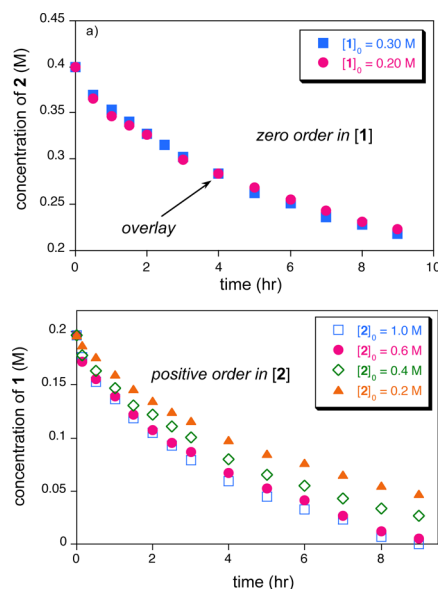 a)
[1]₀ = 0.30 M
[1]₀ = 0.20 M
zero order in [1]
overlay
concentration of 2 (M)
0.45
0.4
0.35
0.3
0.25
0.2
0 2 4 6 8 10
time (hr)
[2]₀ = 1.0 M
[2]₀ = 0.6 M
[2]₀ = 0.4 M
[2]₀ = 0.2 M
positive order in [2]
concentration of 1 (M)
0.2
0.15
0.1
0.05
0
0 2 4 6 8
time (hr)